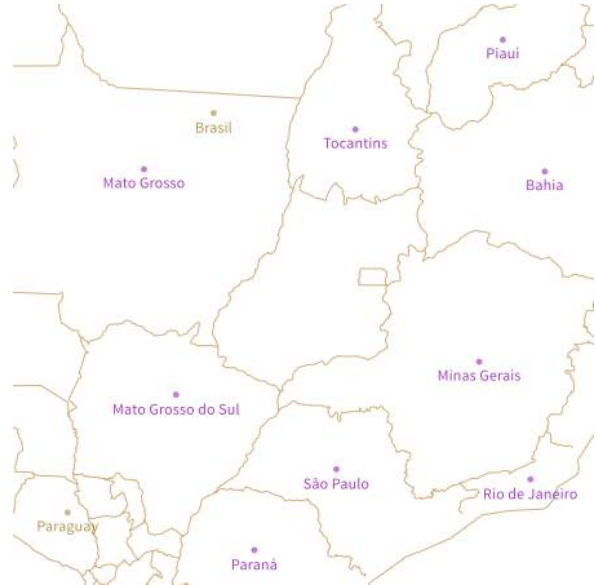 Piauí
Brasil
Tocantins
Mato Grosso
Bahia
Minas Gerais
Mato Grosso do Sul
São Paulo
Rio de Janeiro
Paraguay
Paraná